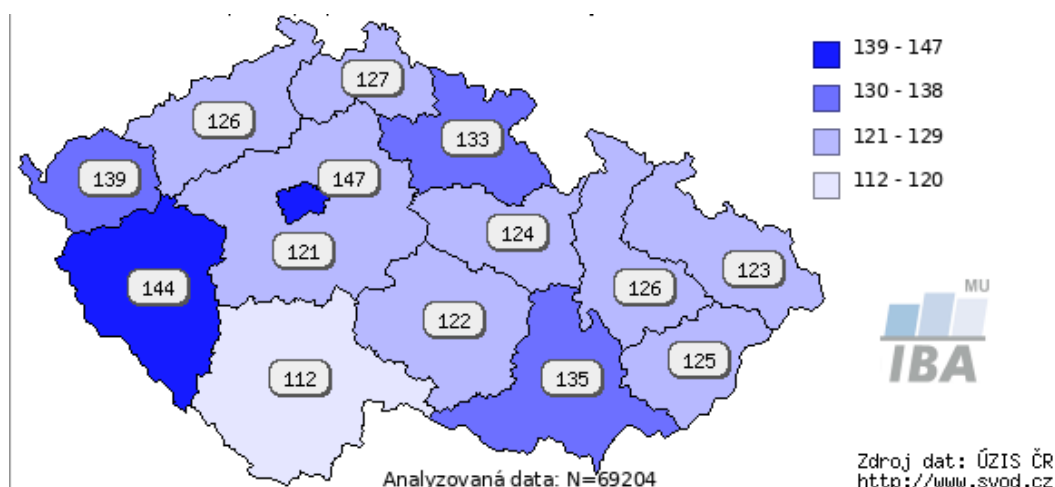 139 - 147
130 - 138
121 - 129
112 - 120
127
126
133
139
147
124
121
123
144
126
122
125
112
135
MU
IBA
Analyzovaná data: N=69204
Zdroj dat: ÚZIS ČR
http://www.svod.cz